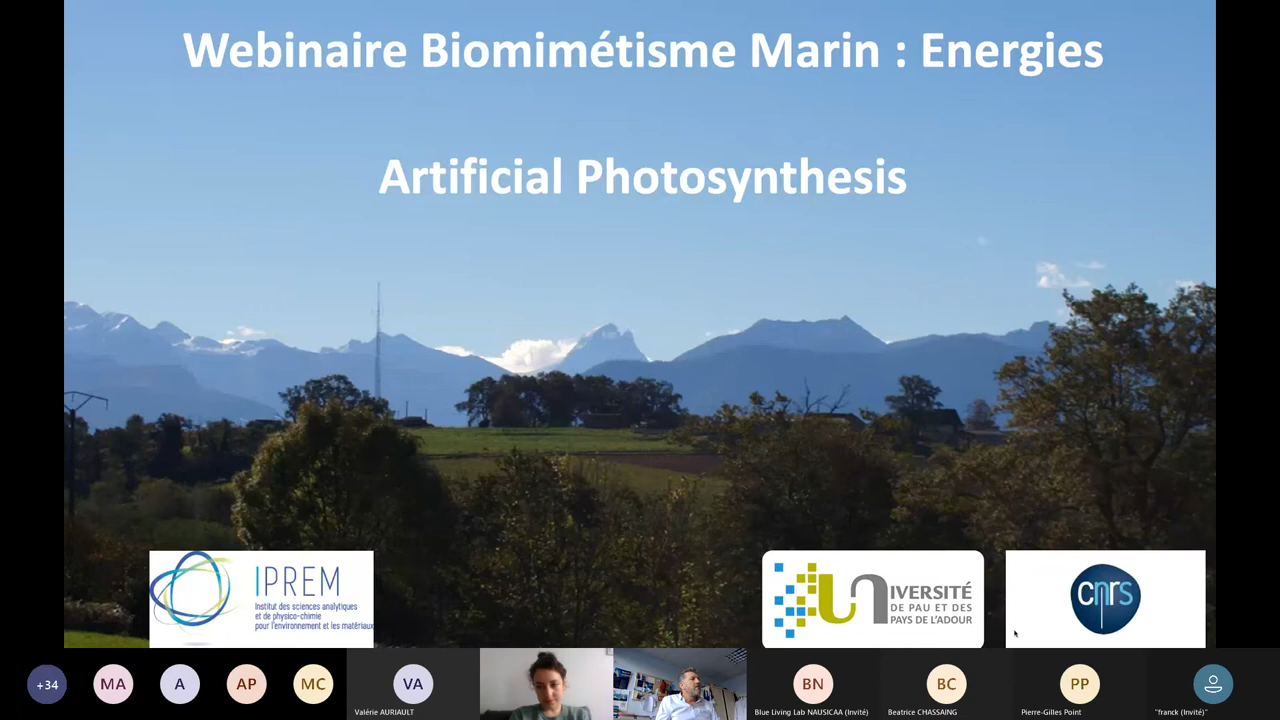 Webinaire Biomimétisme Marin : Energies
Artificial Photosynthesis
IPREM
Institut des sciences analytiques
et de physico-chimie
pour l'environnement et les matériaux
UNIVERSITÉ
DE PAU ET DES
PAYS DE L'ADOUR
cnrs
+34
MA
A
AP
MC
VA
Valérie AURIAULT
BN
Blue Living Lab NAUSICAA (Invité)
BC
Beatrice CHASSAING
PP
Pierre-Gilles Point
"franck (Invité)"